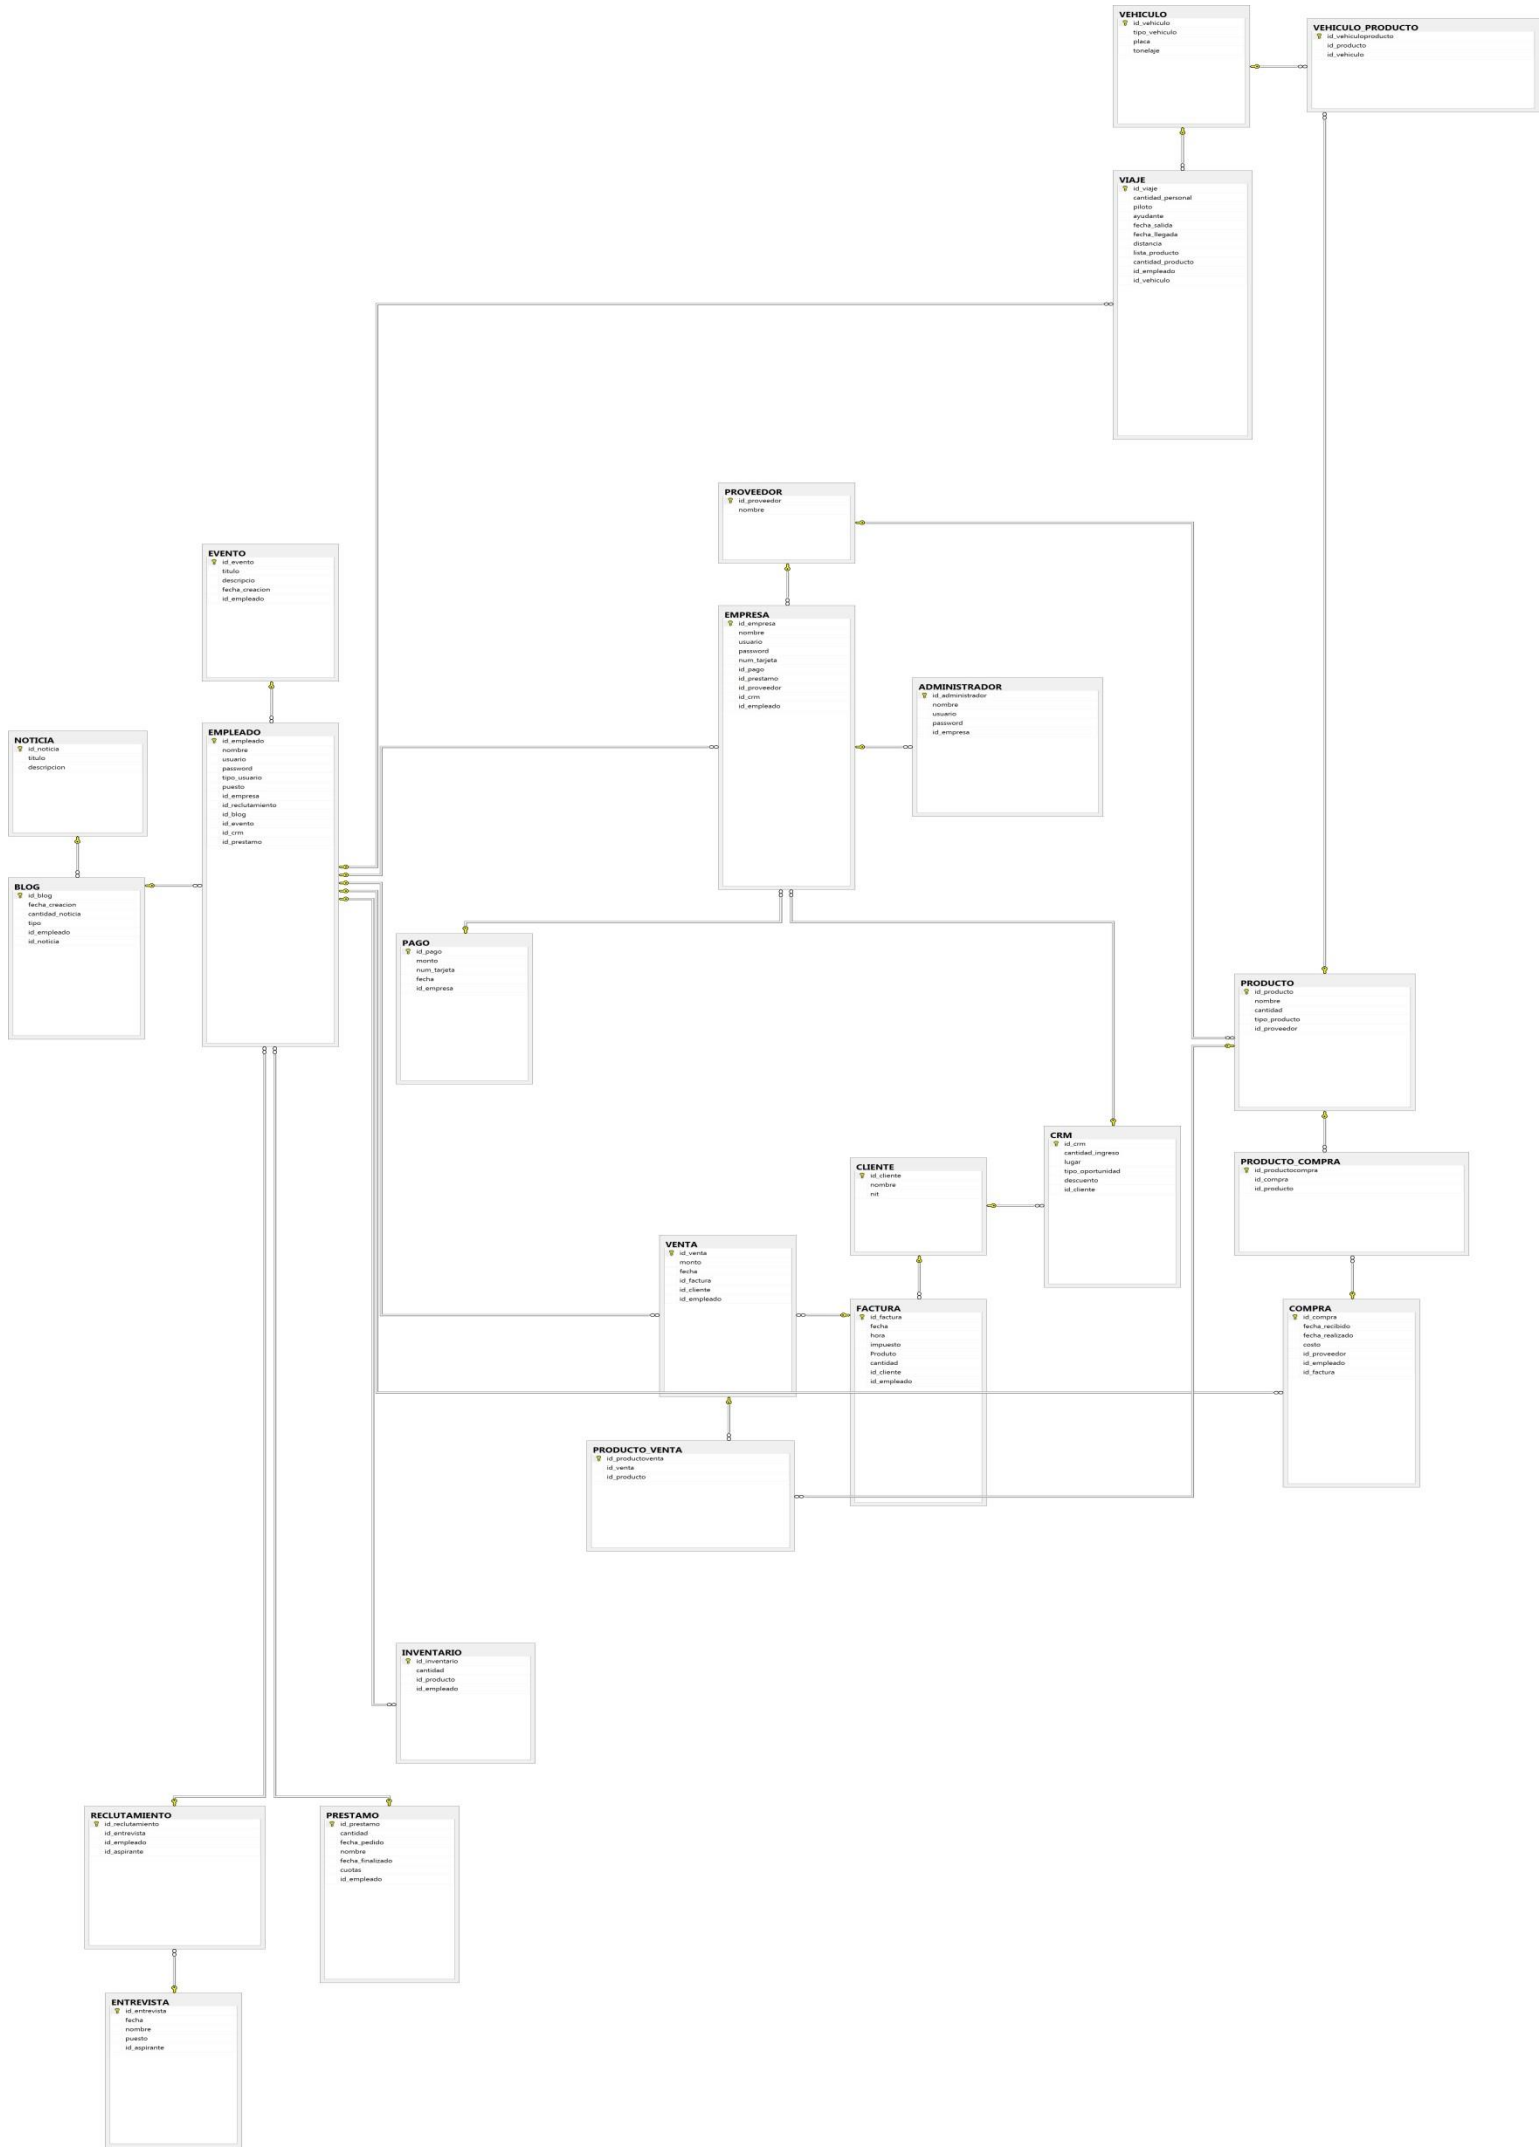 VEHICULO
id_vehiculo
tipo_vehiculo
placa
tonelaje
VEHICULO_PRODUCTO
id_vehiculoproducto
id_producto
id_vehiculo
VIAJE
id_viaje
cantidad_personal
piloto
ayudante
fecha_salida
fecha_llegada
distancia
lista_producto
cantidad_producto
id_empleado
id_vehiculo
PROVEEDOR
id_proveedor
nombre
EVENTO
id_evento
titulo
descripcio
fecha_creacion
id_empleado
EMPRESA
id_empresa
nombre
usuario
password
num_tarjeta
id_pago
id_prestamo
id_proveedor
id_crm
id_empleado
ADMINISTRADOR
id_administrador
nombre
usuario
password
id_empresa
EMPLEADO
id_empleado
nombre
usuario
password
tipo_usuario
puesto
id_empresa
id_reclutamiento
id_blog
id_evento
id_crm
id_prestamo
NOTICIA
id_noticia
titulo
descripcion
BLOG
id_blog
fecha_creacion
cantidad_noticia
tipo
id_empleado
id_noticia
PAGO
id_pago
monto
num_tarjeta
fecha
id_empresa
PRODUCTO
id_producto
nombre
cantidad
tipo_producto
id_proveedor
CRM
id_crm
cantidad_ingreso
lugar
tipo_oportunidad
descuento
id_cliente
CLIENTE
id_cliente
nombre
nit
PRODUCTO_COMPRA
id_productocompra
id_compra
id_producto
VENTA
id_venta
monto
fecha
id_factura
id_cliente
id_empleado
FACTURA
id_factura
fecha
hora
impuesto
Produto
cantidad
id_cliente
id_empleado
COMPRA
id_compra
fecha_recibido
fecha_realizado
costo
id_proveedor
id_empleado
id_factura
PRODUCTO_VENTA
id_productoventa
id_venta
id_producto
INVENTARIO
id_inventario
cantidad
id_producto
id_empleado
RECLUTAMIENTO
id_reclutamiento
id_entrevista
id_empleado
id_aspirante
PRESTAMO
id_prestamo
cantidad
fecha_pedido
nombre
fecha_finalizado
cuotas
id_empleado
ENTREVISTA
id_entrevista
fecha
nombre
puesto
id_aspirante